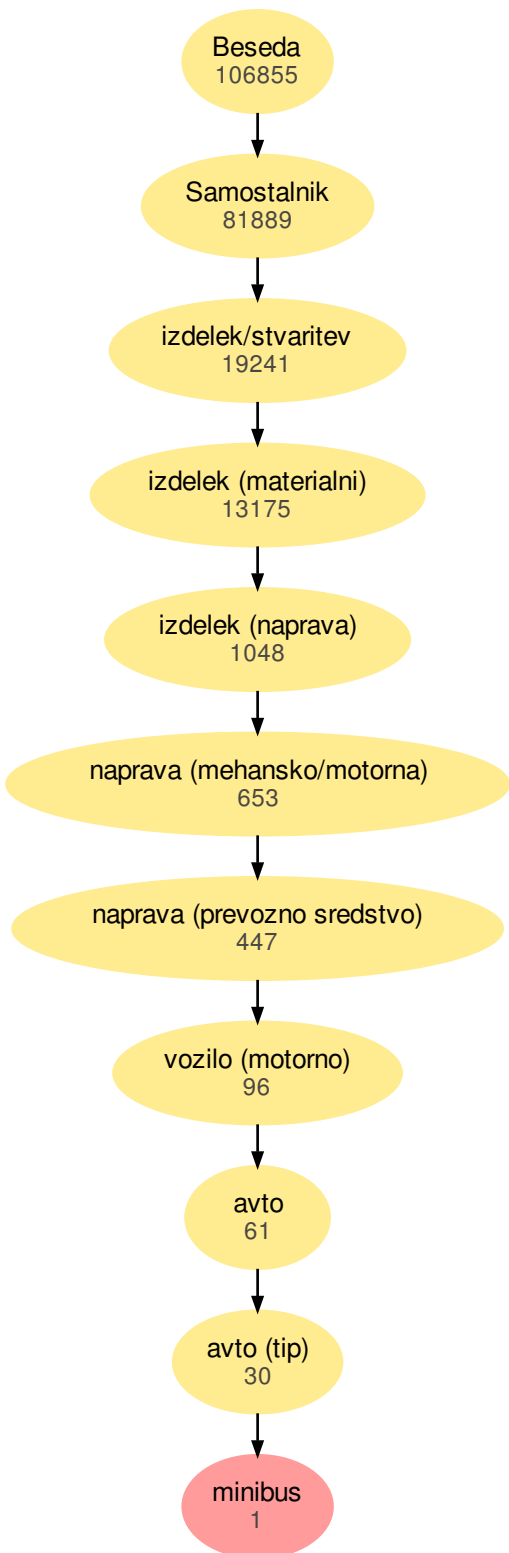 Beseda
106855
Samostalnik
81889
izdelek/stvaritev
19241
izdelek (materialni)
13175
izdelek (naprava)
1048
naprava (mehansko/motorna)
653
naprava (prevozno sredstvo)
447
vozilo (motorno)
96
avto
61
avto (tip)
30
minibus
1